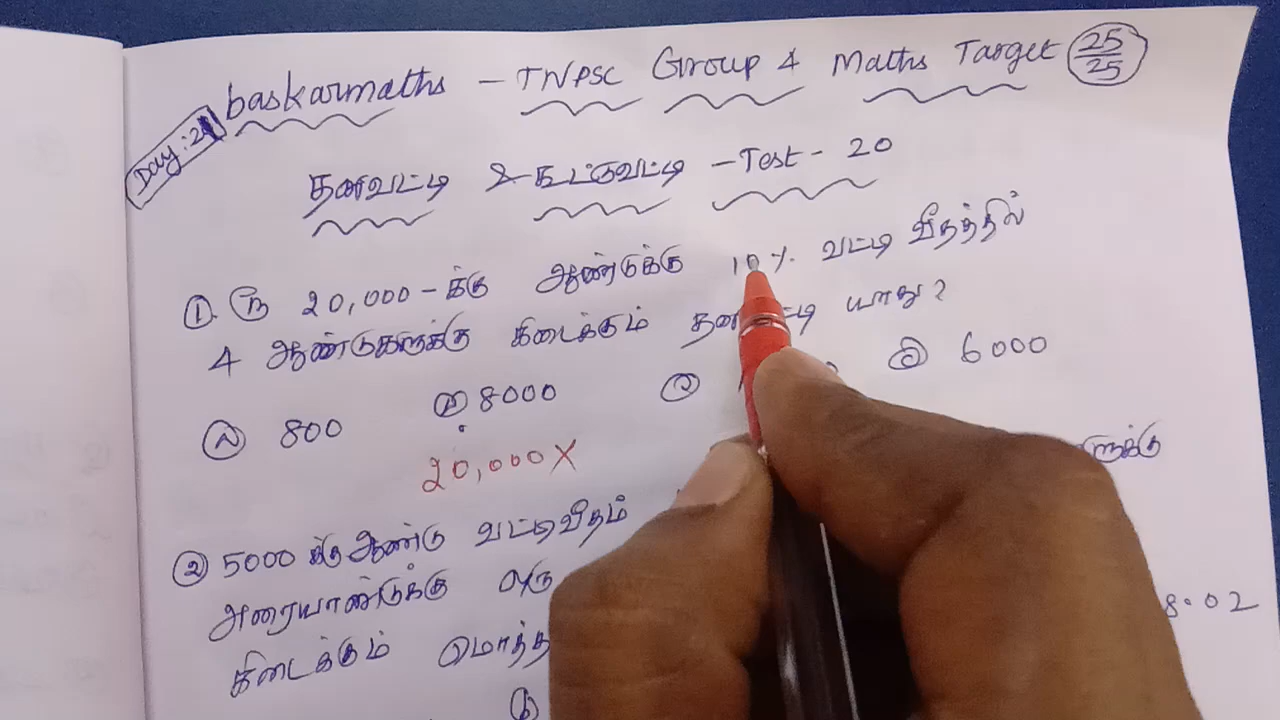 baskarmaths - TNPSC Group 4 Maths Target 25/25
Day: 21
தனிவட்டி & கூட்டுவட்டி - Test - 20
1. ரூ 20,000-க்கு ஆண்டுக்கு 10% வட்டி வீதத்தில்
4 ஆண்டுகளுக்கு கிடைக்கும் யாது?
A 800 B 8000 C D 6000
20,000 X
2 5000 க்கு ஆண்டு வட்டிவீதம்
அரையாண்டுக்கு ஒரு 8.02
கிடைக்கும் மொத்த